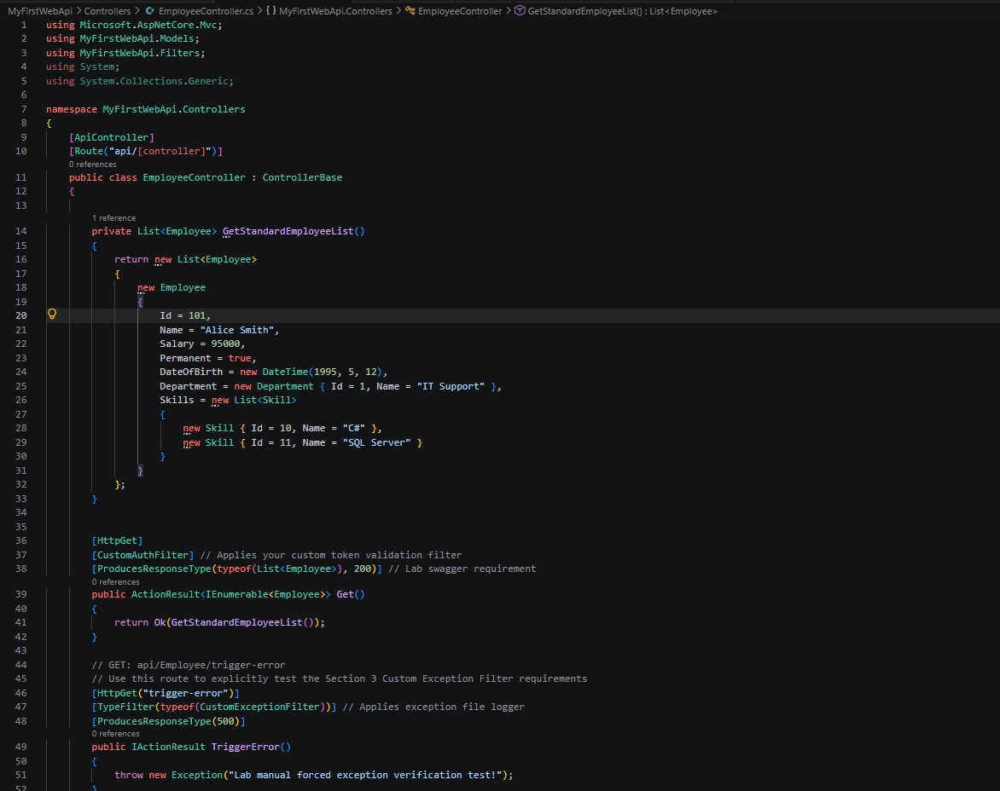 MyFirstWebApi > Controllers > EmployeeController.cs > {} MyFirstWebApi.Controllers > EmployeeController > GetStandardEmployeeList() : List<Employee>
1 using Microsoft.AspNetCore.Mvc;
2 using MyFirstWebApi.Models;
3 using MyFirstWebApi.Filters;
4 using System;
5 using System.Collections.Generic;
6
7 namespace MyFirstWebApi.Controllers
8 {
9     [ApiController]
10     [Route("api/[controller]")]
0 references
11     public class EmployeeController : ControllerBase
12     {
13
1 reference
14         private List<Employee> GetStandardEmployeeList()
15         {
16             return new List<Employee>
17             {
18                 new Employee
19                 {
20                     Id = 101,
21                     Name = "Alice Smith",
22                     Salary = 95000,
23                     Permanent = true,
24                     DateOfBirth = new DateTime(1995, 5, 12),
25                     Department = new Department { Id = 1, Name = "IT Support" },
26                     Skills = new List<Skill>
27                     {
28                         new Skill { Id = 10, Name = "C#" },
29                         new Skill { Id = 11, Name = "SQL Server" }
30                     }
31                 }
32             };
33         }
34
35
36         [HttpGet]
37         [CustomAuthFilter] // Applies your custom token validation filter
38         [ProducesResponseType(typeof(List<Employee>), 200)] // Lab swagger requirement
0 references
39         public ActionResult<IEnumerable<Employee>> Get()
40         {
41             return Ok(GetStandardEmployeeList());
42         }
43
44         // GET: api/Employee/trigger-error
45         // Use this route to explicitly test the Section 3 Custom Exception Filter requirements
46         [HttpGet("trigger-error")]
47         [TypeFilter(typeof(CustomExceptionFilter))] // Applies exception file logger
48         [ProducesResponseType(500)]
0 references
49         public IActionResult TriggerError()
50         {
51             throw new Exception("Lab manual forced exception verification test!");
52         }